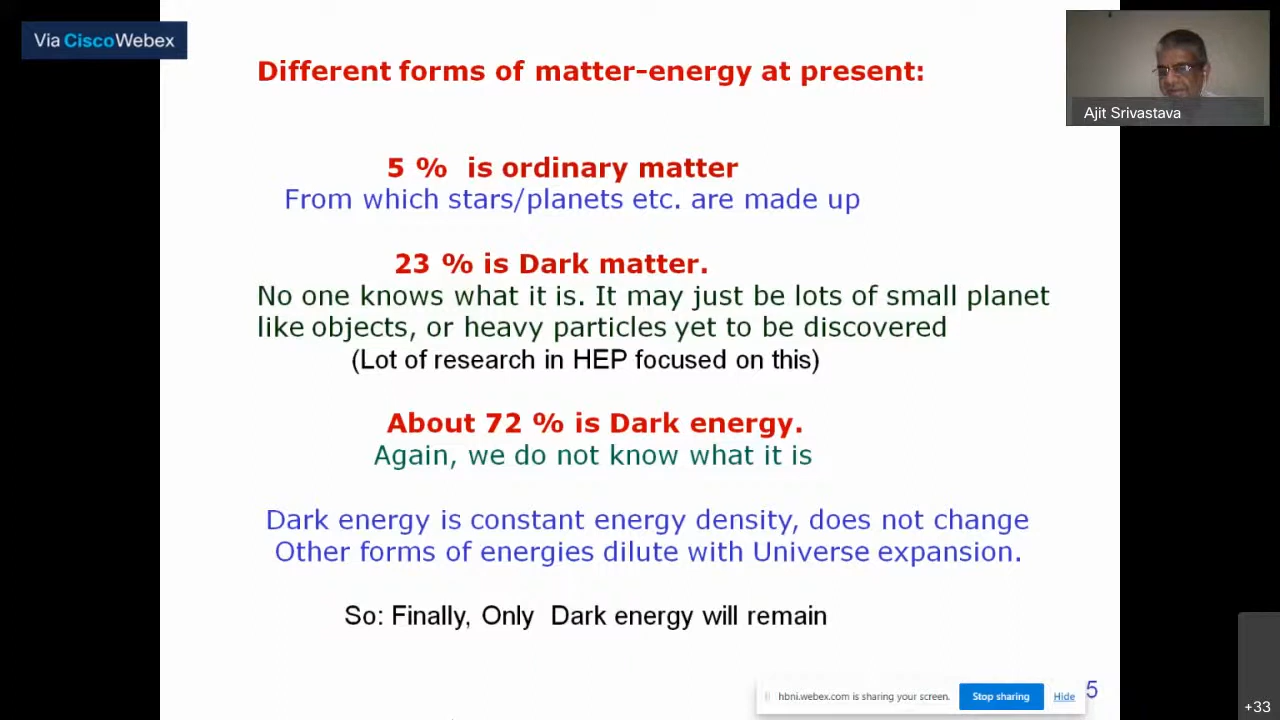 Via CiscoWebex
Different forms of matter-energy at present:
Ajit Srivastava
5 % is ordinary matter
From which stars/planets etc. are made up
23 % is Dark matter.
No one knows what it is. It may just be lots of small planet
like objects, or heavy particles yet to be discovered
(Lot of research in HEP focused on this)
About 72 % is Dark energy.
Again, we do not know what it is
Dark energy is constant energy density, does not change
Other forms of energies dilute with Universe expansion.
So: Finally, Only Dark energy will remain
hbni.webex.com is sharing your screen. Stop sharing Hide
5
+33